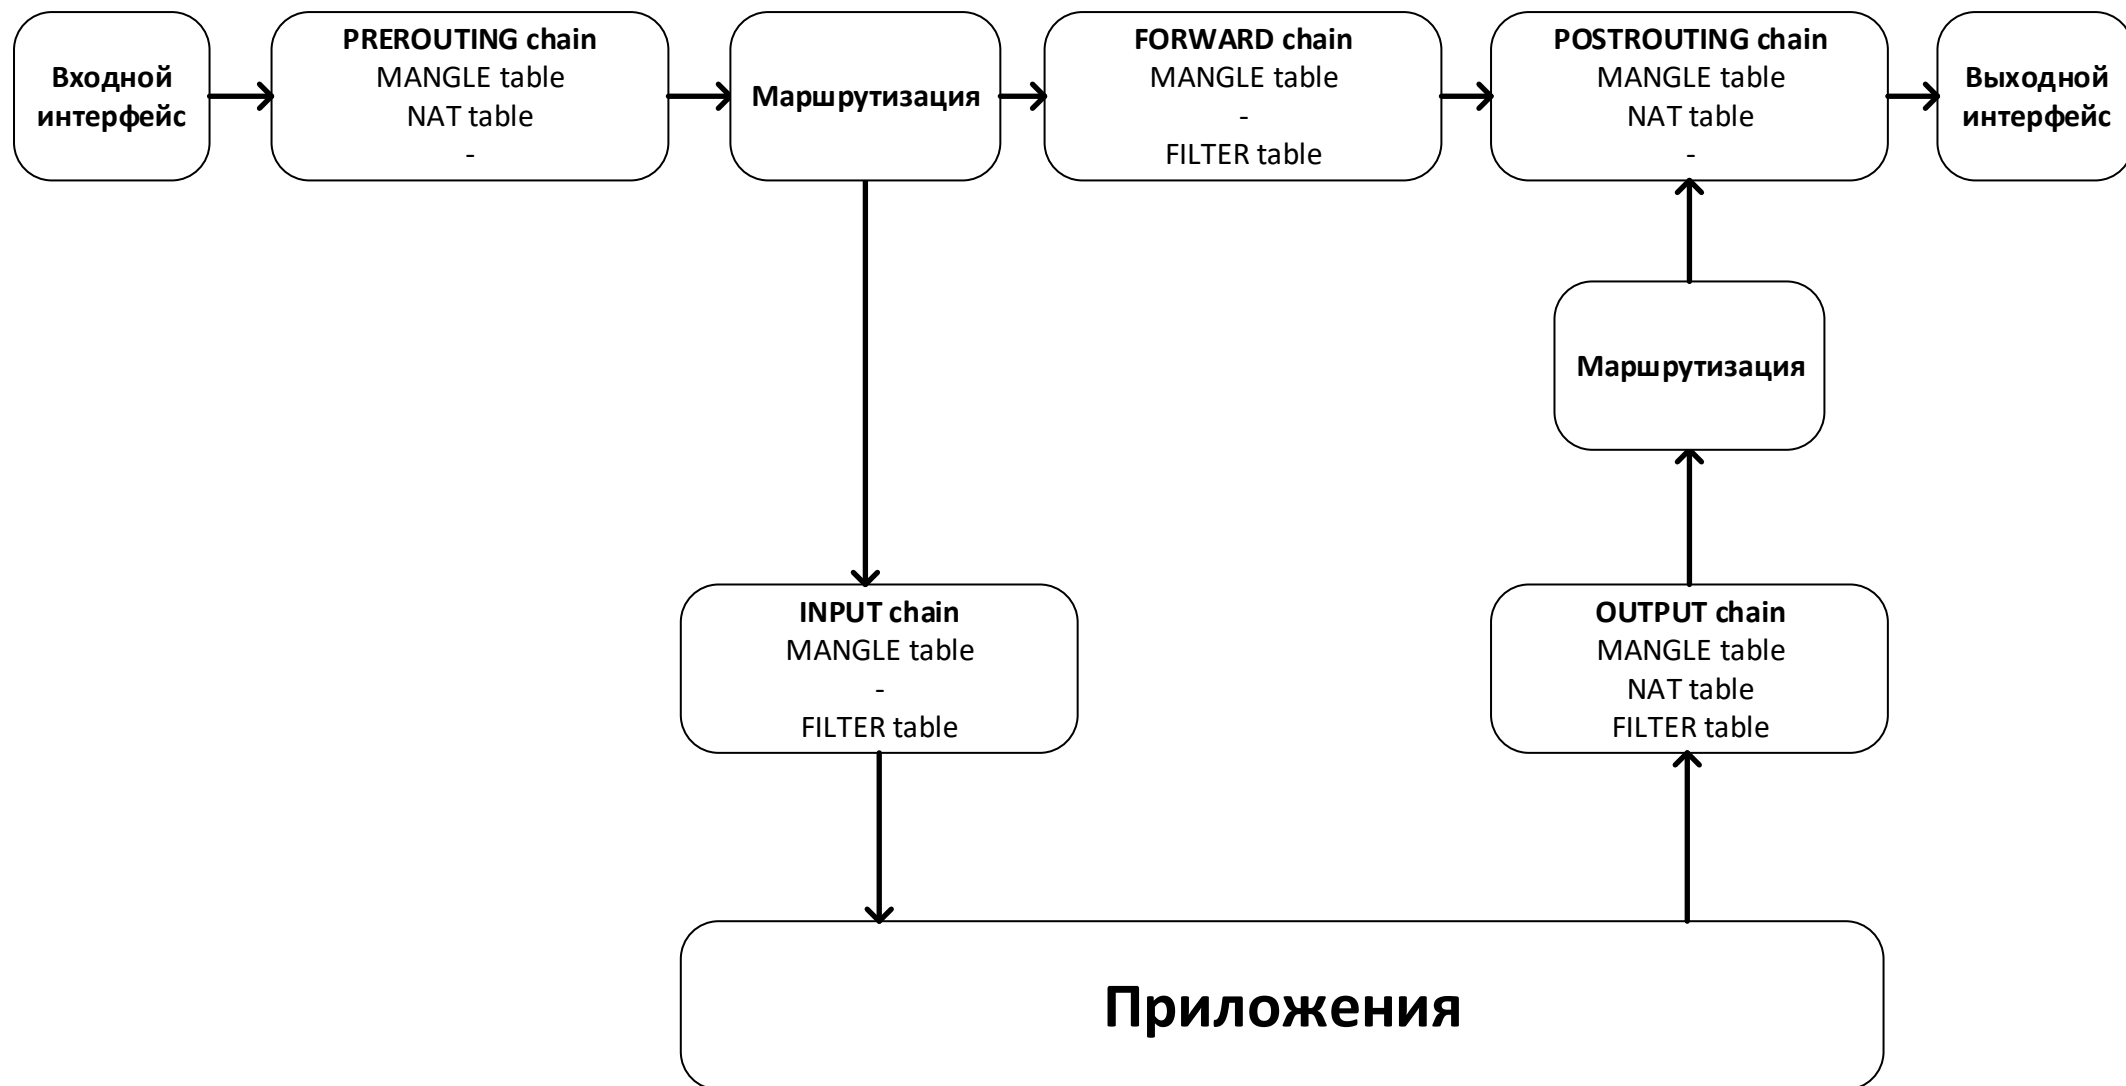 Входной
интерфейс
PREROUTING chain
MANGLE table
NAT table
-
Маршрутизация
FORWARD chain
MANGLE table
-
FILTER table
POSTROUTING chain
MANGLE table
NAT table
-
Выходной
интерфейс
Маршрутизация
INPUT chain
MANGLE table
-
FILTER table
OUTPUT chain
MANGLE table
NAT table
FILTER table
Приложения